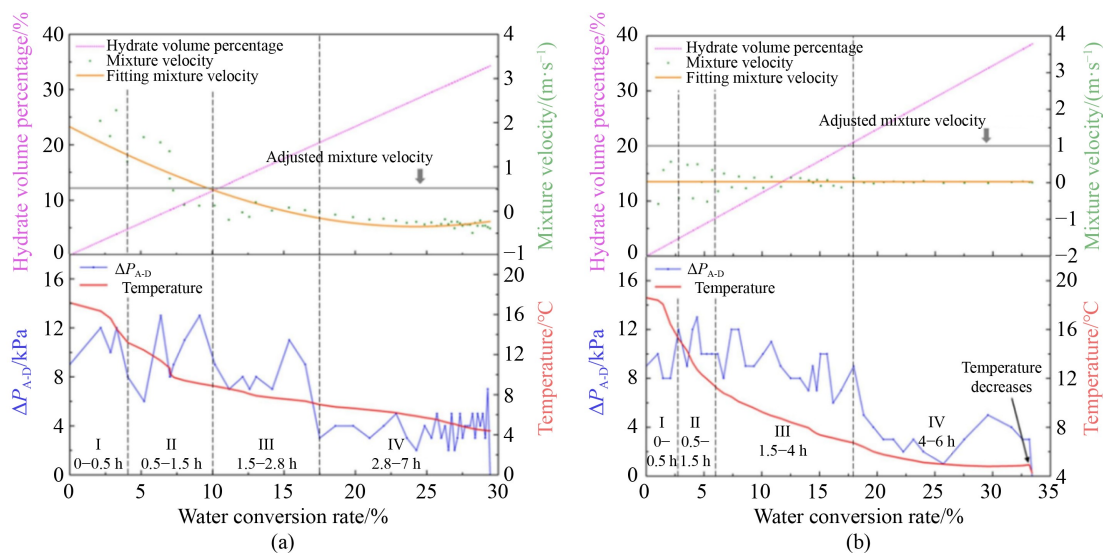 40
30
20
10
0
Hydrate volume percentage/%
Hydrate volume percentage
Mixture velocity
Fitting mixture velocity
Adjusted mixture velocity
4
3
2
1
0
−1
Mixture velocity/(m·s⁻¹)
16
12
8
4
0
ΔP_A-D/kPa
ΔP_A-D
Temperature
I
0−0.5 h
II
0.5−1.5 h
III
1.5−2.8 h
IV
2.8−7 h
20
16
12
8
4
0
Temperature/°C
0 5 10 15 20 25 30
Water conversion rate/%
(a)
40
30
20
10
0
Hydrate volume percentage/%
Hydrate volume percentage
Mixture velocity
Fitting mixture velocity
Adjusted mixture velocity
4
3
2
1
0
−1
−2
Mixture velocity/(m·s⁻¹)
16
12
8
4
0
ΔP_A-D/kPa
ΔP_A-D
Temperature
Temperature
decreases
I
0−
0.5 h
II
0.5−
1.5 h
III
1.5−4 h
IV
4−6 h
20
16
12
8
4
Temperature/°C
0 5 10 15 20 25 30 35
Water conversion rate/%
(b)